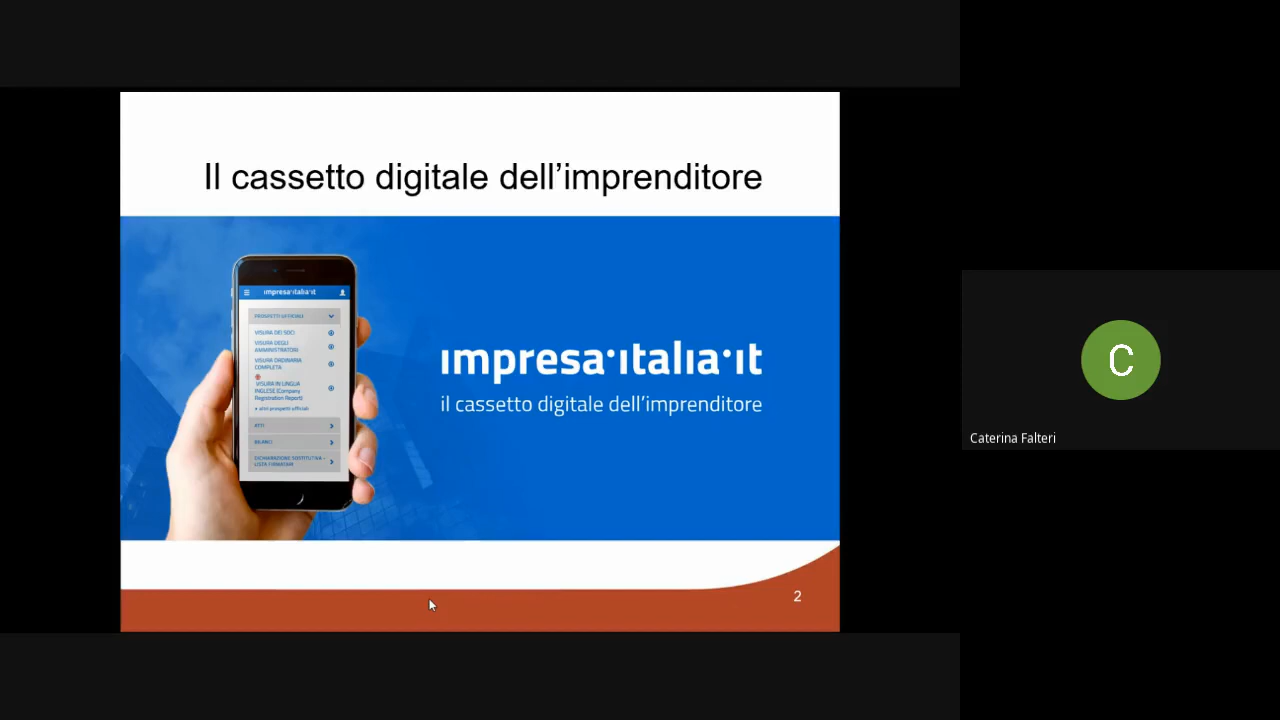 Il cassetto digitale dell’imprenditore
impresa•italia•it
PROSPETTI UFFICIALI
VISURA DEI SOCI
VISURA DEGLI
AMMINISTRATORI
VISURA ORDINARIA
COMPLETA
VISURA IN LINGUA
INGLESE (Company
Registration Report)
• altri prospetti ufficiali
ATTI
BILANCI
DICHIARAZIONE SOSTITUTIVA -
LISTA FIRMATARI
impresa•italia•it
il cassetto digitale dell’imprenditore
2
C
Caterina Falteri